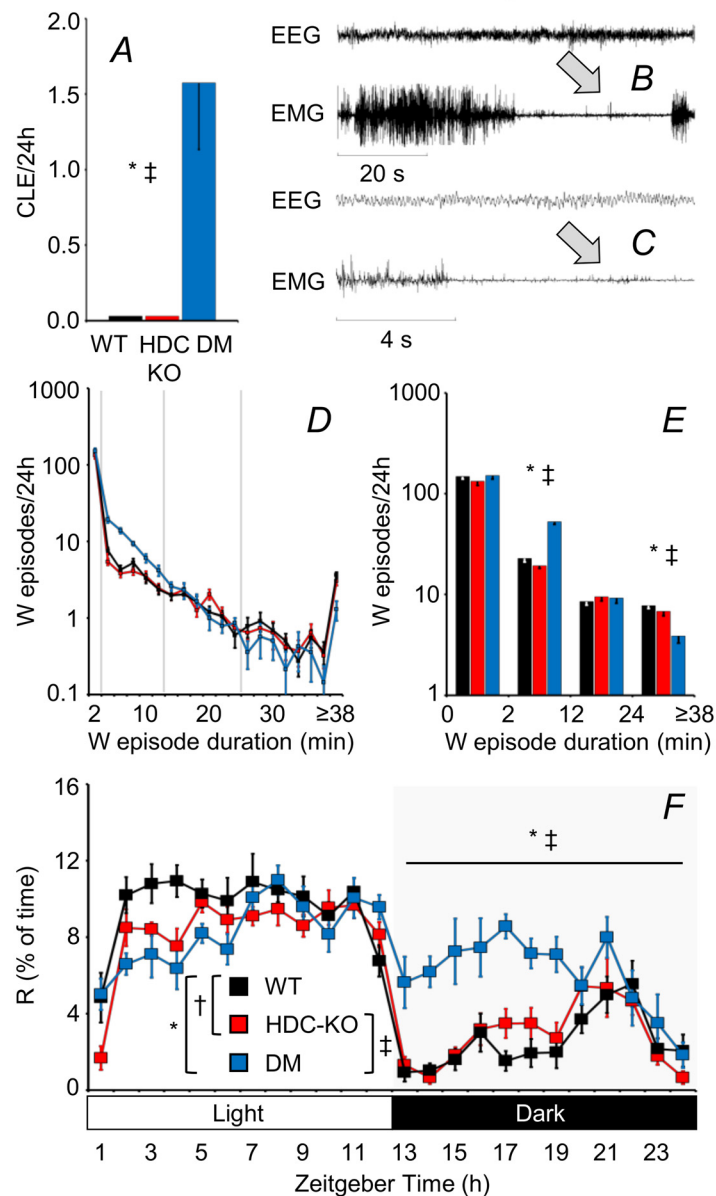 A
CLE/24h
2.0
1.5
1.0
0.5
0.0
* ‡
WT HDC DM
KO
EEG
B
EMG
20 s
EEG
C
EMG
4 s
D
W episodes/24h
1000
100
10
1
0.1
2 10 20 30 ≥38
W episode duration (min)
E
W episodes/24h
1000
100
10
1
* ‡
* ‡
0 2 12 24 ≥38
W episode duration (min)
F
R (% of time)
16
12
8
4
0
* ‡
* † WT
HDC-KO ‡
DM
Light Dark
1 3 5 7 9 11 13 15 17 19 21 23
Zeitgeber Time (h)